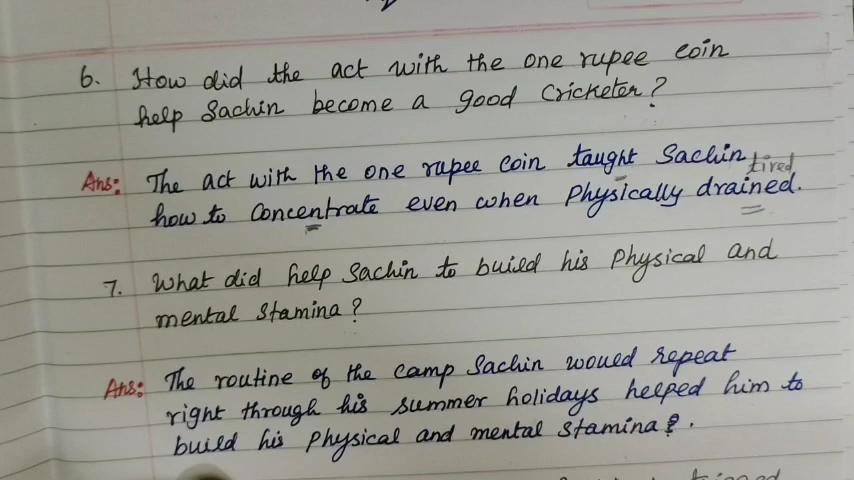 6. How did the act with the one rupee coin
help Sachin become a good Cricketer?
Ans: The act with the one rupee coin taught Sachin
tired
how to Concentrate even when Physically drained.
7. What did help Sachin to build his Physical and
mental Stamina?
Ans: The routine of the camp Sachin would repeat
right through his summer holidays helped him to
build his Physical and mental Stamina.